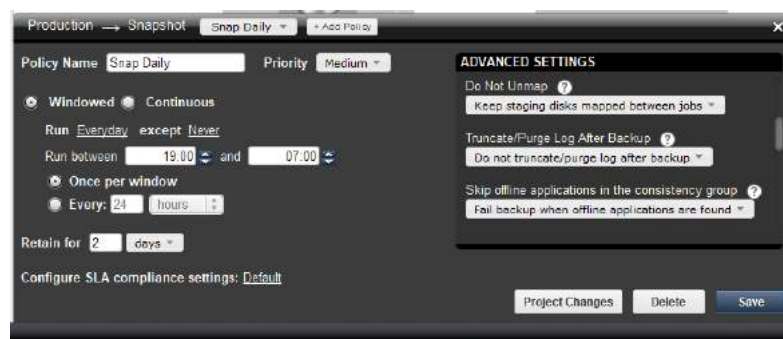 Production → Snapshot Snap Daily + Add Policy x
Policy Name Snap Daily Priority Medium
Windowed Continuous
Run Everyday except Never
Run between 19:00 and 07:00
Once per window
Every: 24 hours
Retain for 2 days
Configure SLA compliance settings: Default
ADVANCED SETTINGS
Do Not Unmap ?
Keep staging disks mapped between jobs
Truncate/Purge Log After Backup ?
Do not truncate/purge log after backup
Skip offline applications in the consistency group ?
Fail backup when offline applications are found
Project Changes Delete Save